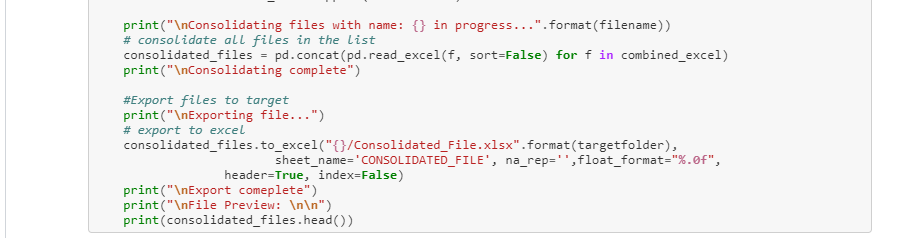 print("\nConsolidating files with name: {} in progress...".format(filename))
# consolidate all files in the list
consolidated_files = pd.concat(pd.read_excel(f, sort=False) for f in combined_excel)
print("\nConsolidating complete")
#Export files to target
print("\nExporting file...")
# export to excel
consolidated_files.to_excel("{}/Consolidated_File.xlsx".format(targetfolder),
sheet_name='CONSOLIDATED_FILE', na_rep='',float_format="%.0f",
header=True, index=False)
print("\nExport comeplete")
print("\nFile Preview: \n\n")
print(consolidated_files.head())